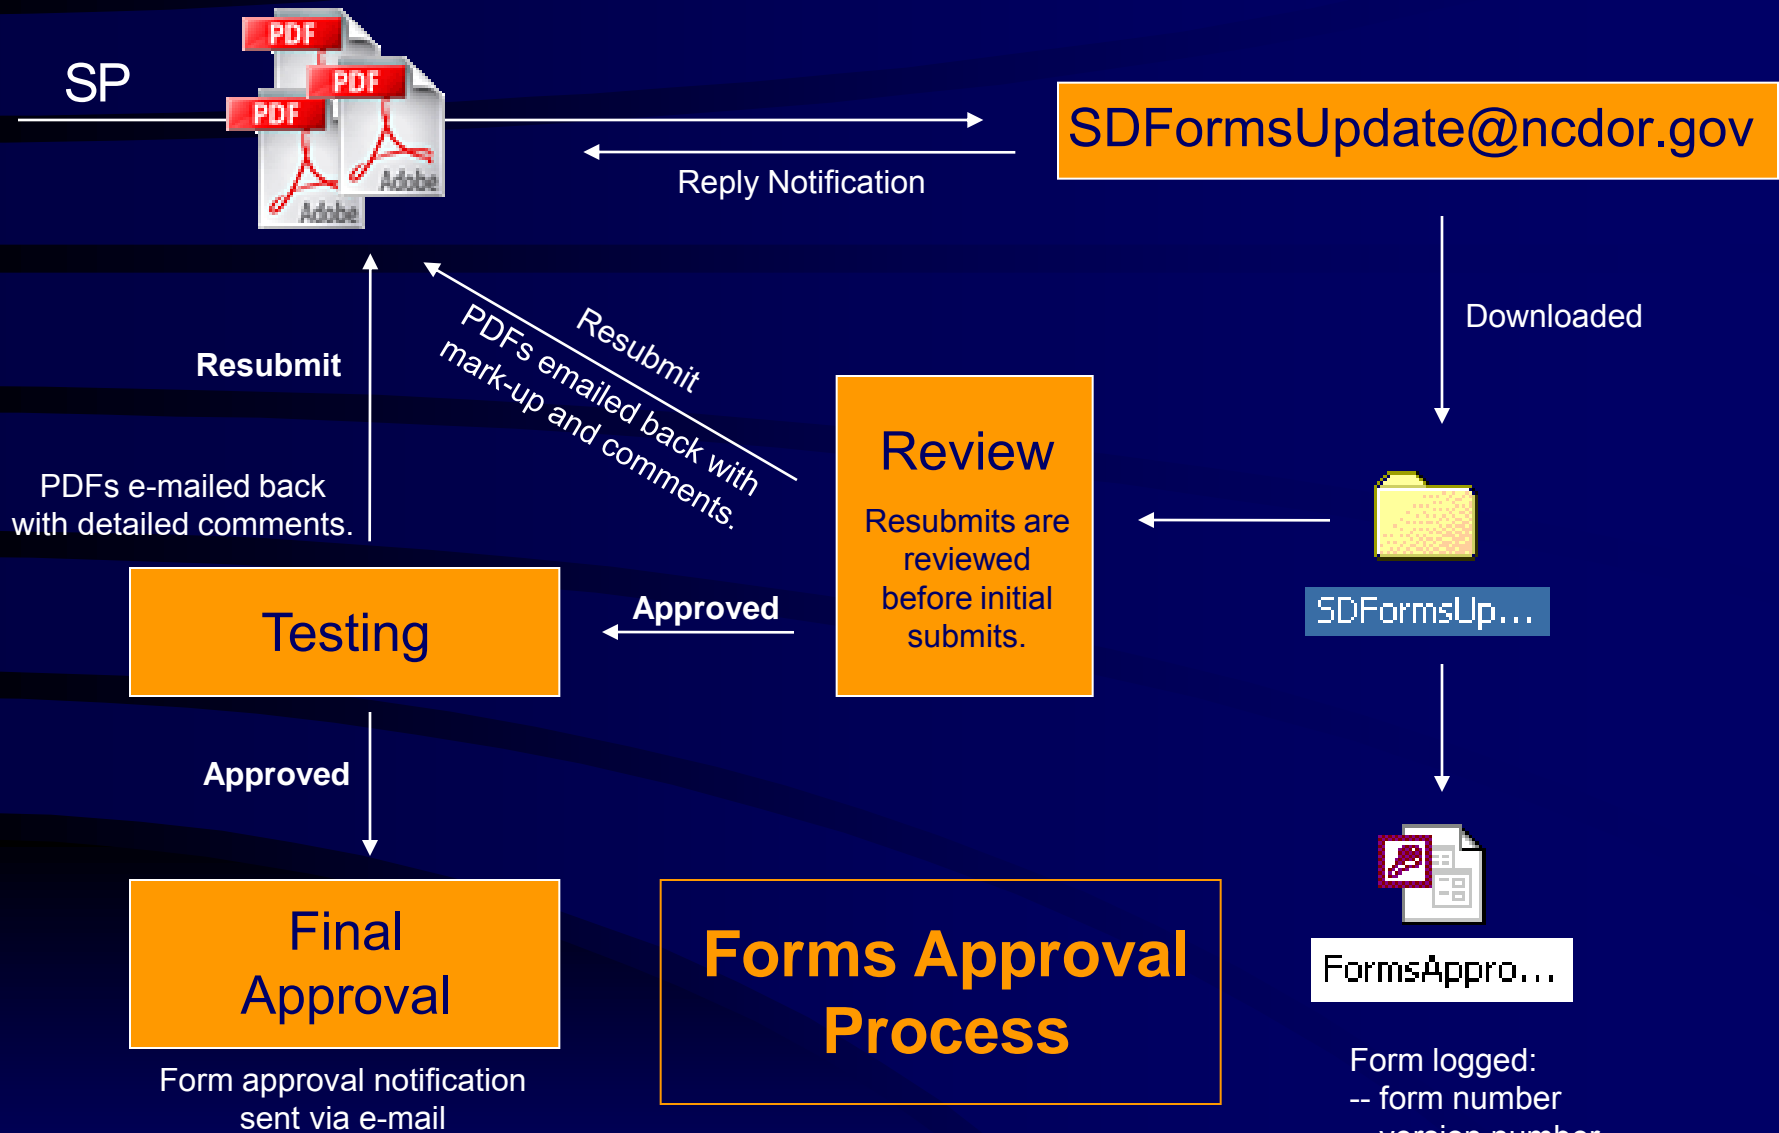 SP
PDF
PDF
PDF
Adobe
Adobe
SDFormsUpdate@ncdor.gov
Reply Notification
Downloaded
Resubmit
PDFs emailed back with
mark-up and comments.
Resubmit
PDFs e-mailed back
with detailed comments.
Review
Resubmits are
reviewed
before initial
submits.
SDFormsUp...
Approved
Testing
Approved
Final
Approval
Form approval notification
sent via e-mail
Forms Approval
Process
FormsAppro...
Form logged:
-- form number
version number